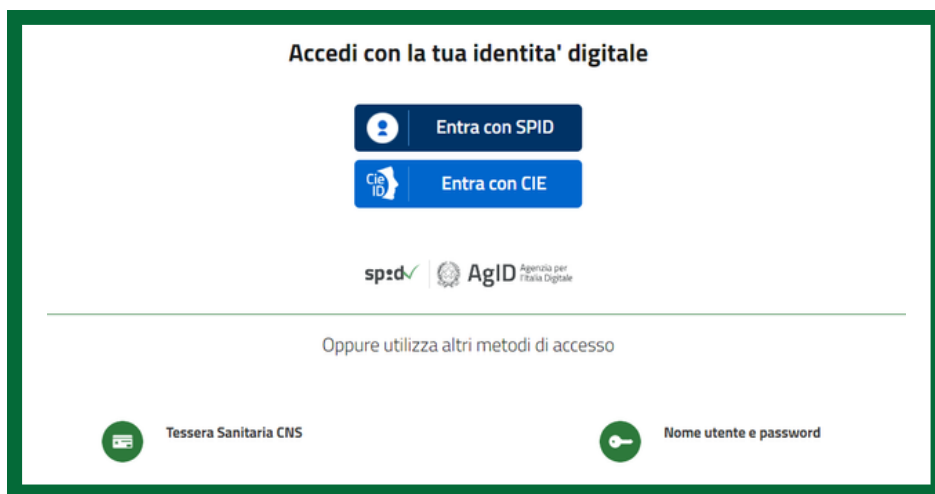 Accedi con la tua identita' digitale
Entra con SPID
Cie
ID
Entra con CIE
sp:d
AgID
Agenzia per
l'Italia Digitale
Oppure utilizza altri metodi di accesso
Tessera Sanitaria CNS
Nome utente e password